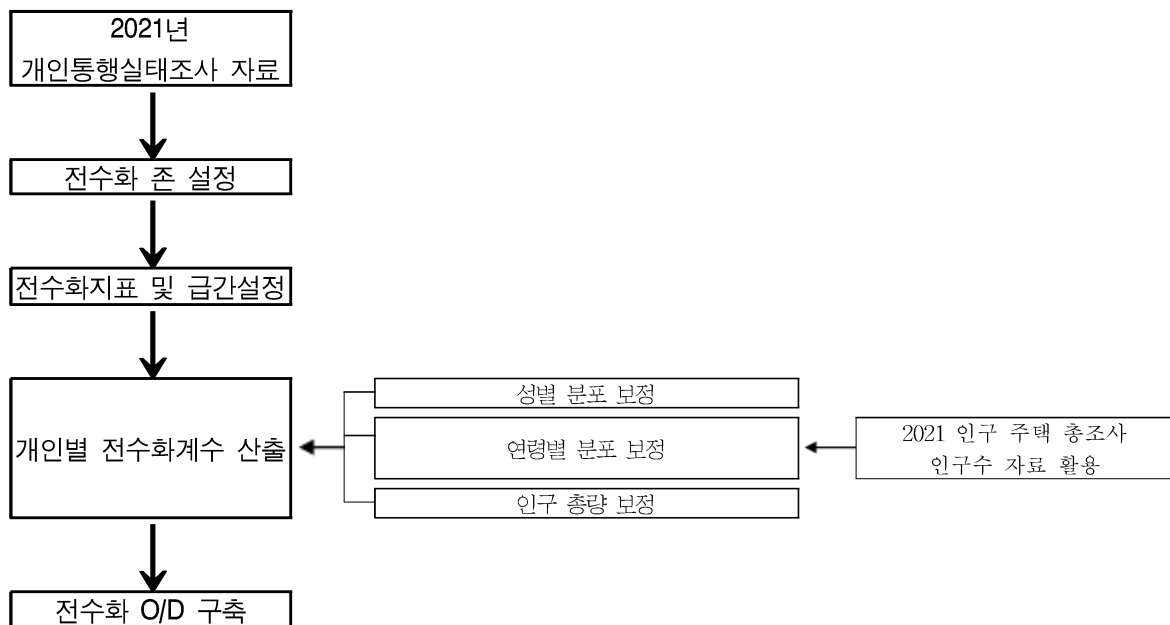 2021년
개인통행실태조사 자료
전수화 존 설정
전수화지표 및 급간설정
개인별 전수화계수 산출
성별 분포 보정
연령별 분포 보정
인구 총량 보정
2021 인구 주택 총조사
인구수 자료 활용
전수화 O/D 구축